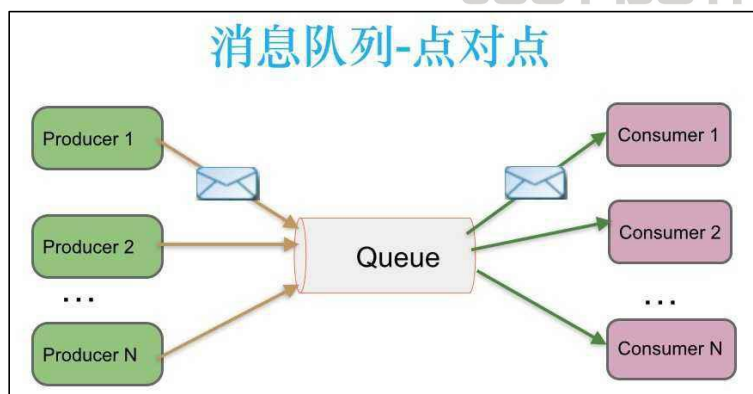 消息队列-点对点
Producer 1
Consumer 1
Producer 2
Queue
Consumer 2
...
...
Producer N
Consumer N